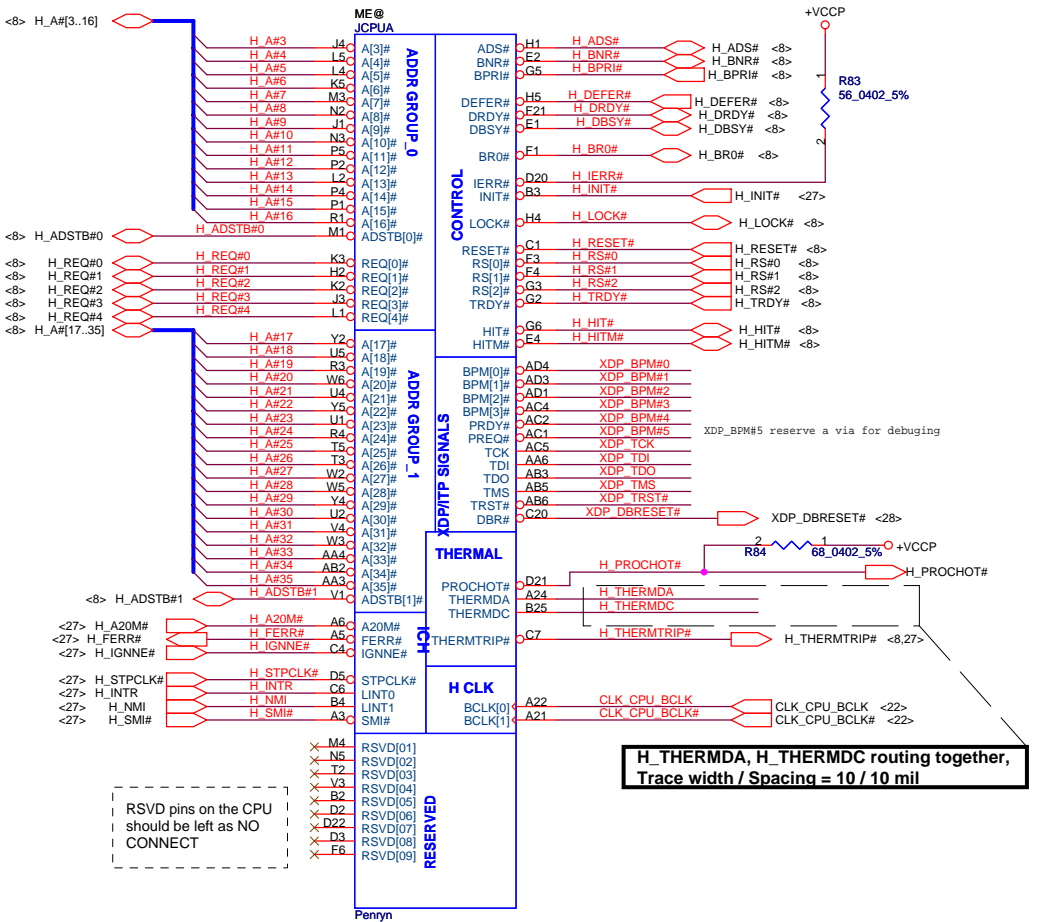 ME@
JCPUA
<8> H_A#[3..16]
H_A#3 J4 A[3]#
H_A#4 L5 A[4]#
H_A#5 L4 A[5]#
H_A#6 K5 A[6]#
H_A#7 M3 A[7]#
H_A#8 N2 A[8]#
H_A#9 J1 A[9]#
H_A#10 N3 A[10]#
H_A#11 P5 A[11]#
H_A#12 P2 A[12]#
H_A#13 L2 A[13]#
H_A#14 P4 A[14]#
H_A#15 P1 A[15]#
H_A#16 R1 A[16]#
<8> H_ADSTB#0 H_ADSTB#0 M1 ADSTB[0]#
<8> H_REQ#0 H_REQ#0 K3 REQ[0]#
<8> H_REQ#1 H_REQ#1 H2 REQ[1]#
<8> H_REQ#2 H_REQ#2 K2 REQ[2]#
<8> H_REQ#3 H_REQ#3 J3 REQ[3]#
<8> H_REQ#4 H_REQ#4 L1 REQ[4]#
<8> H_A#[17..35]
H_A#17 Y2 A[17]#
H_A#18 U5 A[18]#
H_A#19 R3 A[19]#
H_A#20 W6 A[20]#
H_A#21 U4 A[21]#
H_A#22 Y5 A[22]#
H_A#23 U1 A[23]#
H_A#24 R4 A[24]#
H_A#25 T5 A[25]#
H_A#26 T3 A[26]#
H_A#27 W2 A[27]#
H_A#28 W5 A[28]#
H_A#29 Y4 A[29]#
H_A#30 U2 A[30]#
H_A#31 V4 A[31]#
H_A#32 W3 A[32]#
H_A#33 AA4 A[33]#
H_A#34 AB2 A[34]#
H_A#35 AA3 A[35]#
<8> H_ADSTB#1 H_ADSTB#1 V1 ADSTB[1]#
<27> H_A20M# H_A20M# A6 A20M#
<27> H_FERR# H_FERR# A5 FERR#
<27> H_IGNNE# H_IGNNE# C4 IGNNE#
<27> H_STPCLK# H_STPCLK# D5 STPCLK#
<27> H_INTR H_INTR C6 LINT0
<27> H_NMI H_NMI B4 LINT1
<27> H_SMI# H_SMI# A3 SMI#
M4 RSVD[01]
N5 RSVD[02]
T2 RSVD[03]
V3 RSVD[04]
B2 RSVD[05]
D2 RSVD[06]
D22 RSVD[07]
D3 RSVD[08]
F6 RSVD[09]
RSVD pins on the CPU
should be left as NO
CONNECT
Penryn
ADDR GROUP_0
ADDR GROUP_1
ICH
CONTROL
XDP/ITP SIGNALS
THERMAL
H CLK
RESERVED
ADS# H1 H_ADS# H_ADS# <8>
BNR# E2 H_BNR# H_BNR# <8>
BPRI# G5 H_BPRI# H_BPRI# <8>
DEFER# H5 H_DEFER# H_DEFER# <8>
DRDY# F21 H_DRDY# H_DRDY# <8>
DBSY# E1 H_DBSY# H_DBSY# <8>
BR0# F1 H_BR0# H_BR0# <8>
IERR# D20 H_IERR#
INIT# B3 H_INIT# H_INIT# <27>
LOCK# H4 H_LOCK# H_LOCK# <8>
RESET# C1 H_RESET# H_RESET# <8>
RS[0]# F3 H_RS#0 H_RS#0 <8>
RS[1]# F4 H_RS#1 H_RS#1 <8>
RS[2]# G3 H_RS#2 H_RS#2 <8>
TRDY# G2 H_TRDY# H_TRDY# <8>
HIT# G6 H_HIT# H_HIT# <8>
HITM# E4 H_HITM# H_HITM# <8>
+VCCP
1
R83
56_0402_5%
2
BPM[0]# AD4 XDP_BPM#0
BPM[1]# AD3 XDP_BPM#1
BPM[2]# AD1 XDP_BPM#2
BPM[3]# AC4 XDP_BPM#3
PRDY# AC2 XDP_BPM#4
PREQ# AC1 XDP_BPM#5 XDP_BPM#5 reserve a via for debuging
TCK AC5 XDP_TCK
TDI AA6 XDP_TDI
TDO AB3 XDP_TDO
TMS AB5 XDP_TMS
TRST# AB6 XDP_TRST#
DBR# C20 XDP_DBRESET# XDP_DBRESET# <28>
2 1 +VCCP
R84 68_0402_5%
PROCHOT# D21 H_PROCHOT# H_PROCHOT#
THERMDA A24 H_THERMDA
THERMDC B25 H_THERMDC
THERMTRIP# C7 H_THERMTRIP# H_THERMTRIP# <8,27>
BCLK[0] A22 CLK_CPU_BCLK CLK_CPU_BCLK <22>
BCLK[1] A21 CLK_CPU_BCLK# CLK_CPU_BCLK# <22>
H_THERMDA, H_THERMDC routing together,
Trace width / Spacing = 10 / 10 mil